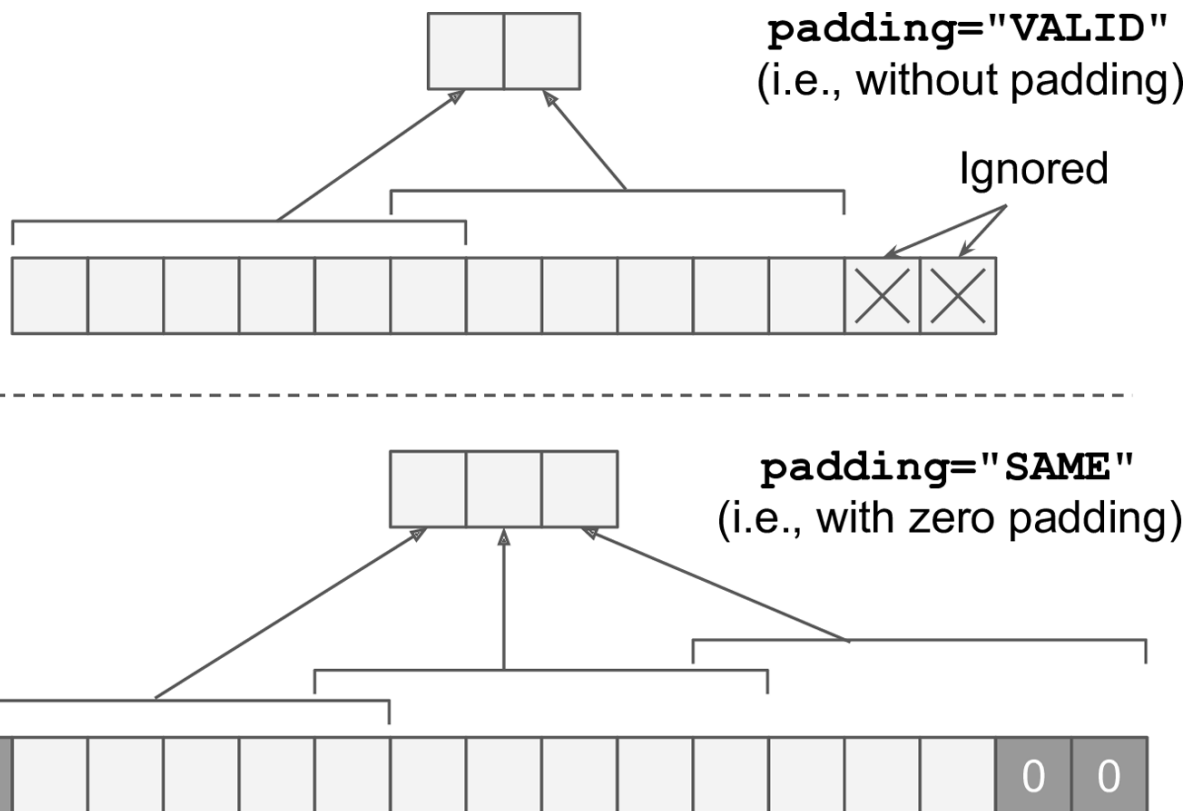 padding="VALID"
(i.e., without padding)
Ignored
padding="SAME"
(i.e., with zero padding)
0 0